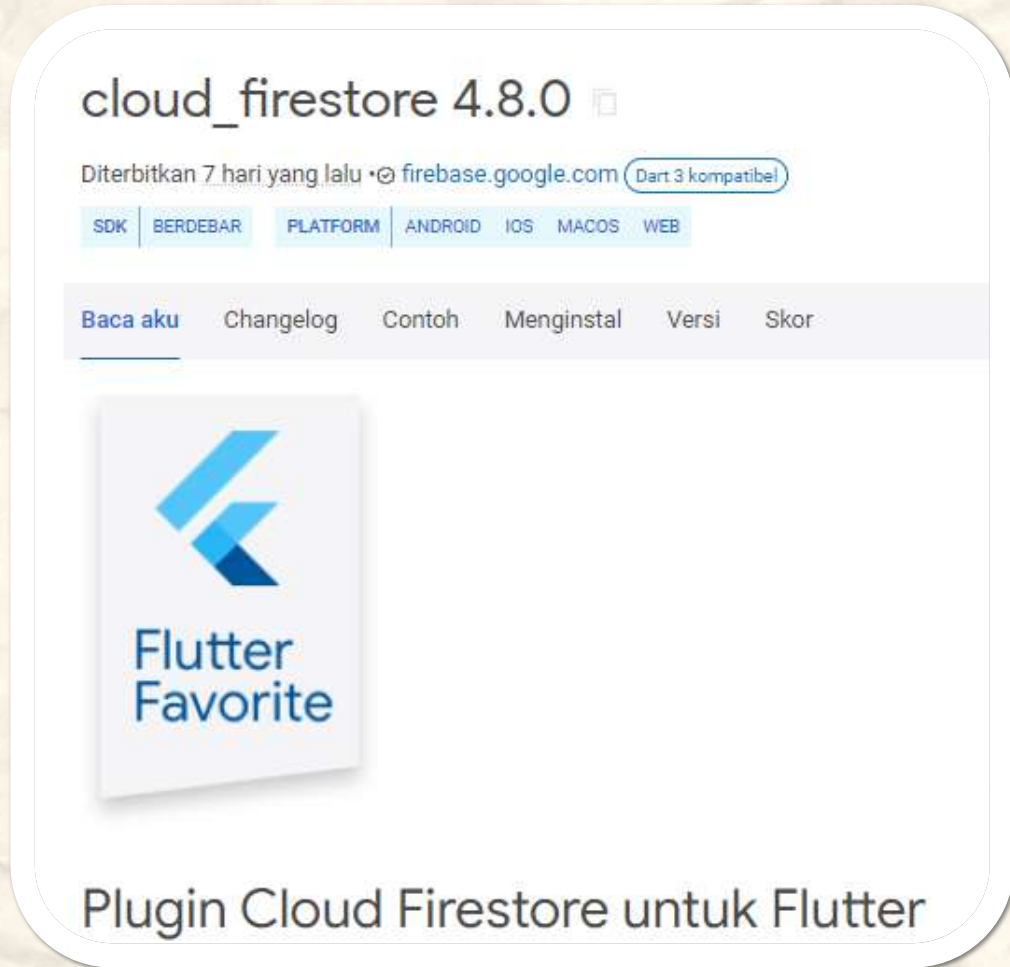 cloud_firestore 4.8.0
Diterbitkan 7 hari yang lalu • firebase.google.com Dart 3 kompatibel
SDK BERDEBAR PLATFORM ANDROID IOS MACOS WEB
Baca aku Changelog Contoh Menginstal Versi Skor
Flutter
Favorite
Plugin Cloud Firestore untuk Flutter